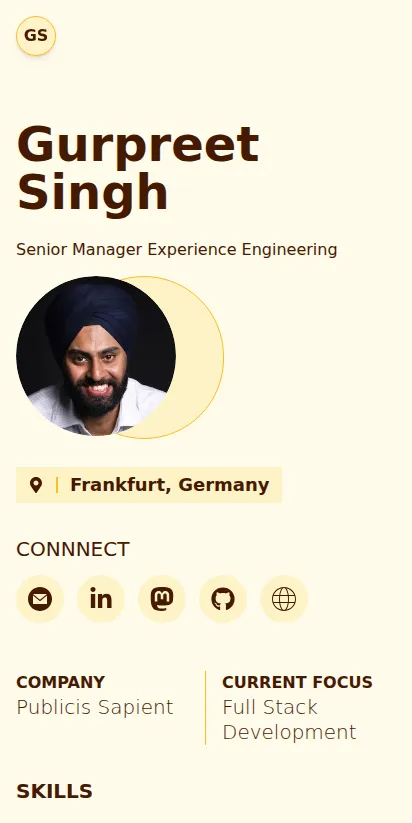 GS
Gurpreet
Singh
Senior Manager Experience Engineering
Frankfurt, Germany
CONNNECT
COMPANY
Publicis Sapient
CURRENT FOCUS
Full Stack
Development
SKILLS